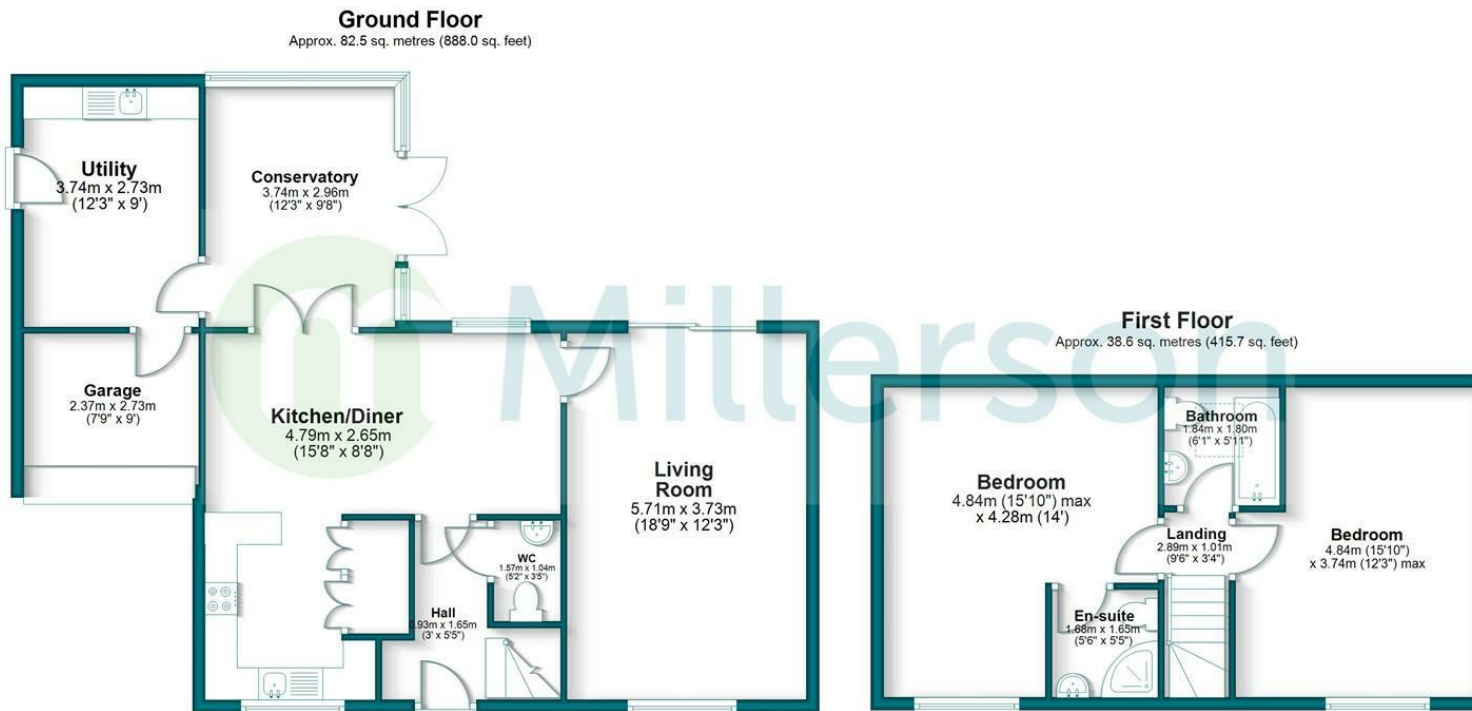 Ground Floor
Approx. 82.5 sq. metres (888.0 sq. feet)
Utility
3.74m x 2.73m
(12'3" x 9')
Conservatory
3.74m x 2.96m
(12'3" x 9'8")
Garage
2.37m x 2.73m
(7'9" x 9')
Kitchen/Diner
4.79m x 2.65m
(15'8" x 8'8")
Living
Room
5.71m x 3.73m
(18'9" x 12'3")
WC
1.57m x 1.04m
(5'2" x 3'5")
Hall
0.93m x 1.65m
(3' x 5'5")
m Millerson
First Floor
Approx. 38.6 sq. metres (415.7 sq. feet)
Bathroom
1.84m x 1.80m
(6'1" x 5'11")
Bedroom
4.84m (15'10") max
x 4.28m (14')
Landing
2.89m x 1.01m
(9'6" x 3'4")
Bedroom
4.84m (15'10")
x 3.74m (12'3") max
En-suite
1.68m x 1.65m
(5'6" x 5'5")